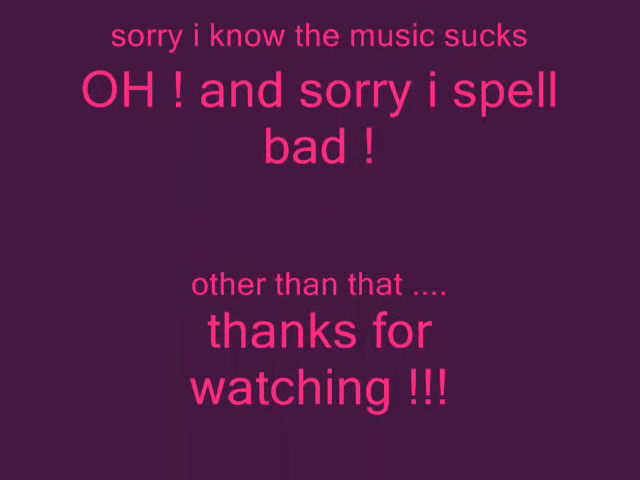 sorry i know the music sucks
OH ! and sorry i spell
bad !
other than that ....
thanks for
watching !!!